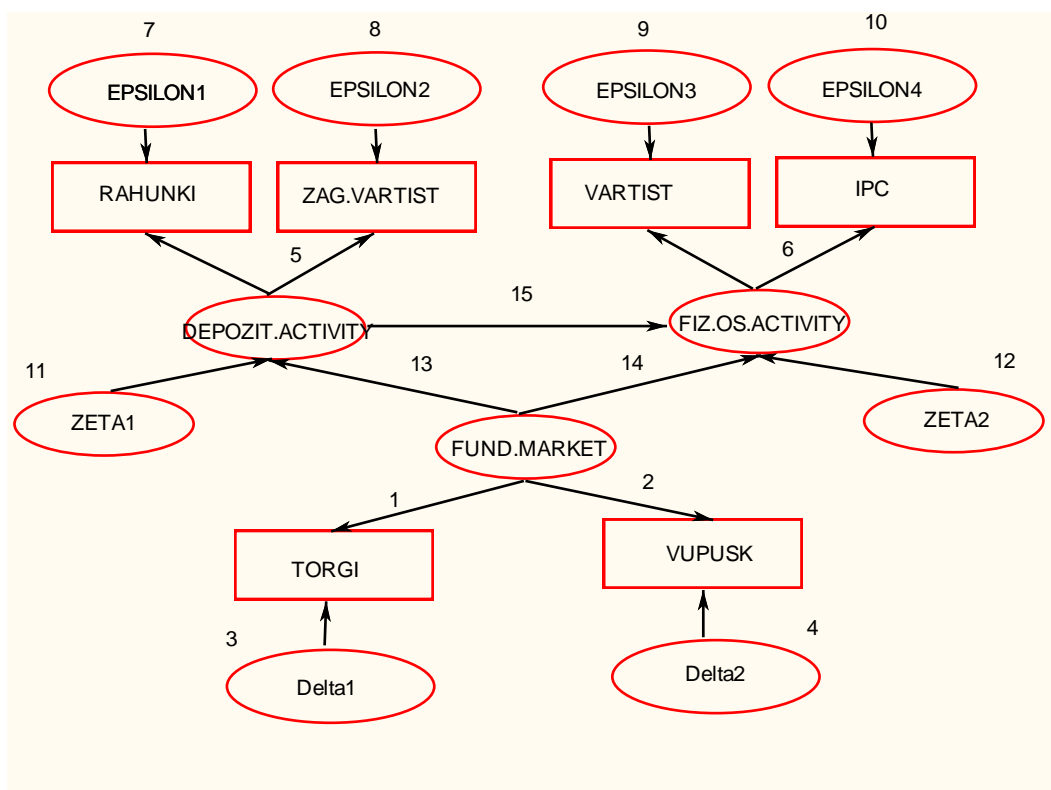 7
8
9
10
EPSILON1
EPSILON2
EPSILON3
EPSILON4
RAHUNKI
ZAG.VARTIST
VARTIST
IPC
5
6
15
DEPOZIT.ACTIVITY
FIZ.OS.ACTIVITY
11
13
14
12
ZETA1
FUND.MARKET
ZETA2
1
2
TORGI
VUPUSK
3
4
Delta1
Delta2